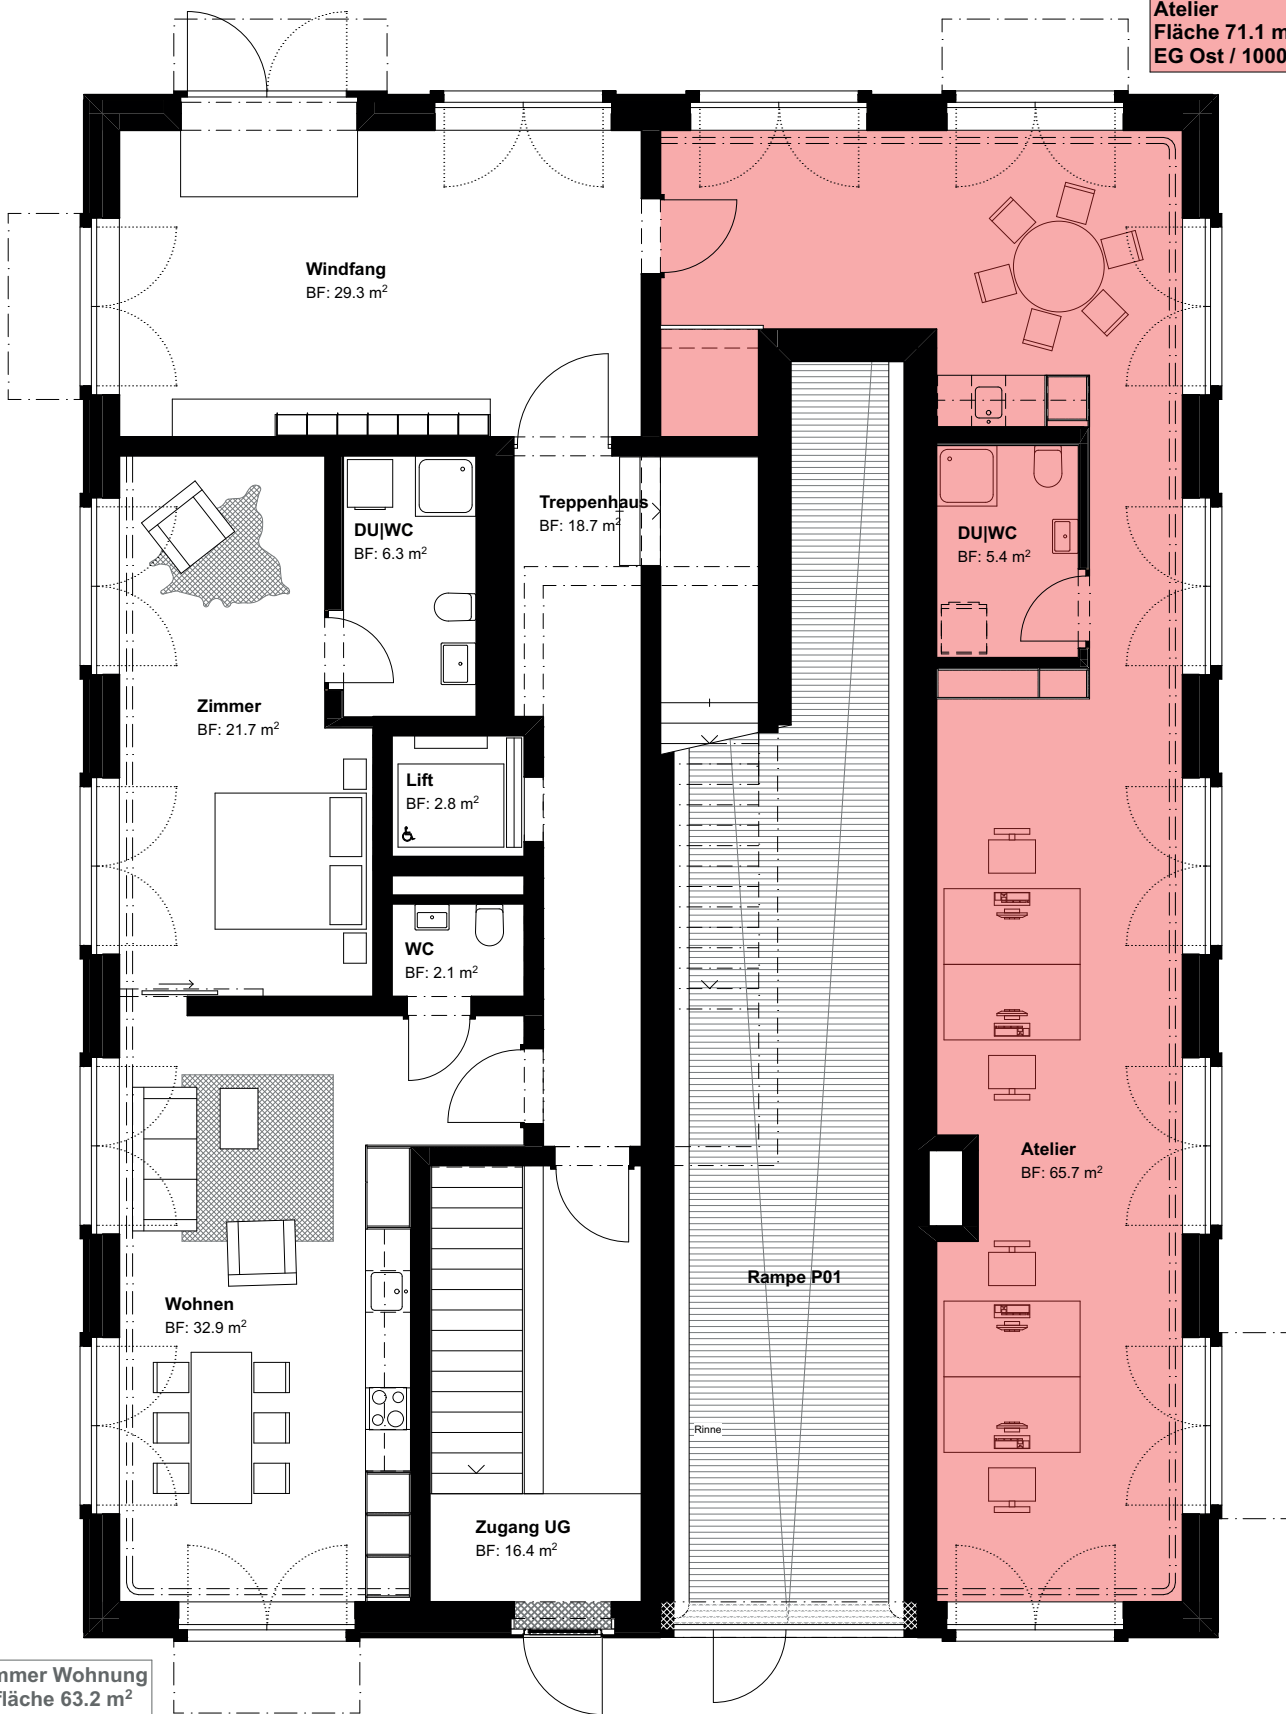 Atelier
Fläche 71.1 m
EG Ost / 1000
Windfang
BF: 29.3 m²
Treppenhaus
BF: 18.7 m²
DU|WC
BF: 6.3 m²
DU|WC
BF: 5.4 m²
Zimmer
BF: 21.7 m²
Lift
BF: 2.8 m²
WC
BF: 2.1 m²
Atelier
BF: 65.7 m²
Rampe P01
Wohnen
BF: 32.9 m²
Rinne
Zugang UG
BF: 16.4 m²
mmer Wohnung
fläche 63.2 m²